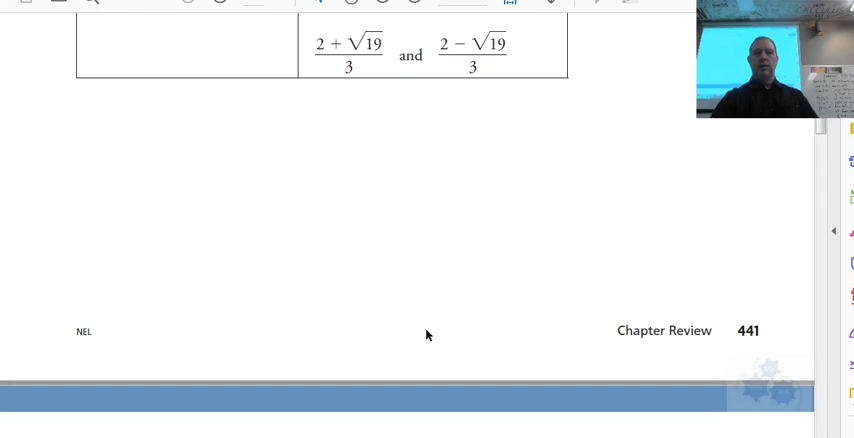 2 + √19 / 3 and 2 − √19 / 3
NEL
Chapter Review 441